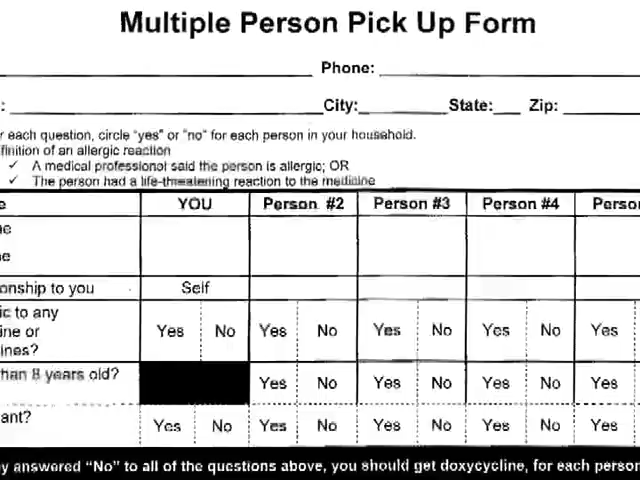 Multiple Person Pick Up Form
Phone:
: City: State: Zip:
r each question, circle "yes" or "no" for each person in your household.
finition of an allergic reaction
✓ A medical professional said the person is allergic; OR
✓ The person had a life-threatening reaction to the medicine
e YOU Person #2 Person #3 Person #4 Perso
ne
ne
onship to you Self
ic to any
ine or Yes No Yes No Yes No Yes No Yes
lines?
han 8 years old? Yes No Yes No Yes No Yes
ant? Yes No Yes No Yes No Yes No Yes
y answered "No" to all of the questions above, you should get doxycycline, for each person